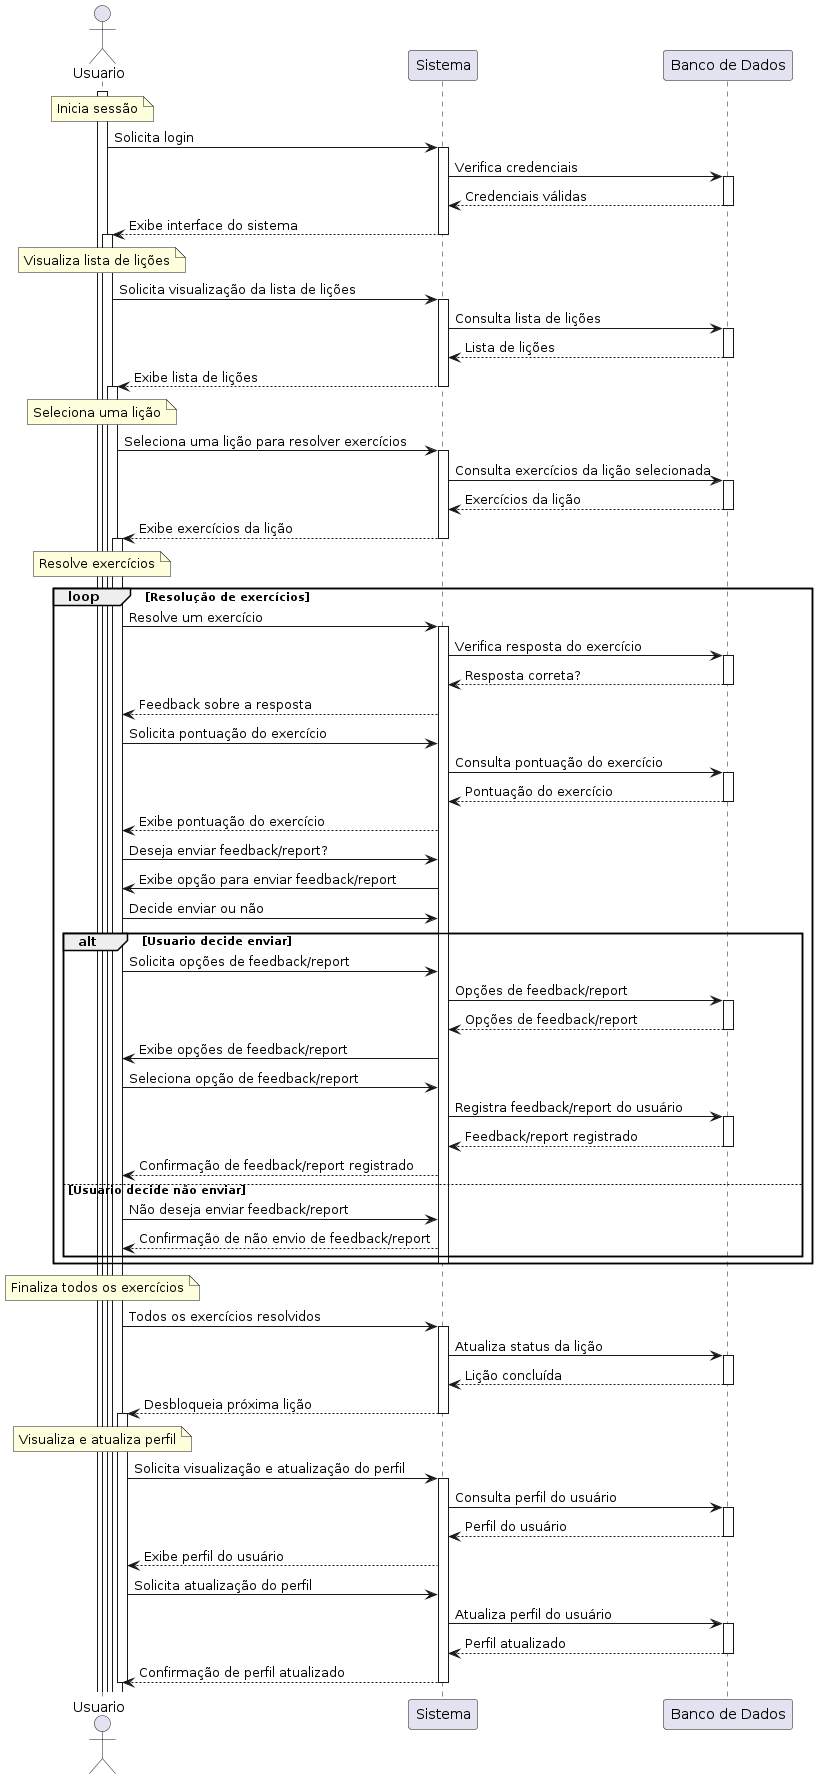 Usuario
Sistema
Banco de Dados
Inicia sessão
Solicita login
Verifica credenciais
Credenciais válidas
Exibe interface do sistema
Visualiza lista de lições
Solicita visualização da lista de lições
Consulta lista de lições
Lista de lições
Exibe lista de lições
Seleciona uma lição
Seleciona uma lição para resolver exercícios
Consulta exercícios da lição selecionada
Exercícios da lição
Exibe exercícios da lição
Resolve exercícios
loop
[Resolução de exercícios]
Resolve um exercício
Verifica resposta do exercício
Resposta correta?
Feedback sobre a resposta
Solicita pontuação do exercício
Consulta pontuação do exercício
Pontuação do exercício
Exibe pontuação do exercício
Deseja enviar feedback/report?
Exibe opção para enviar feedback/report
Decide enviar ou não
alt
[Usuario decide enviar]
Solicita opções de feedback/report
Opções de feedback/report
Opções de feedback/report
Exibe opções de feedback/report
Seleciona opção de feedback/report
Registra feedback/report do usuário
Feedback/report registrado
Confirmação de feedback/report registrado
[Usuario decide não enviar]
Não deseja enviar feedback/report
Confirmação de não envio de feedback/report
Finaliza todos os exercícios
Todos os exercícios resolvidos
Atualiza status da lição
Lição concluída
Desbloqueia próxima lição
Visualiza e atualiza perfil
Solicita visualização e atualização do perfil
Consulta perfil do usuário
Perfil do usuário
Exibe perfil do usuário
Solicita atualização do perfil
Atualiza perfil do usuário
Perfil atualizado
Confirmação de perfil atualizado
Usuario
Sistema
Banco de Dados